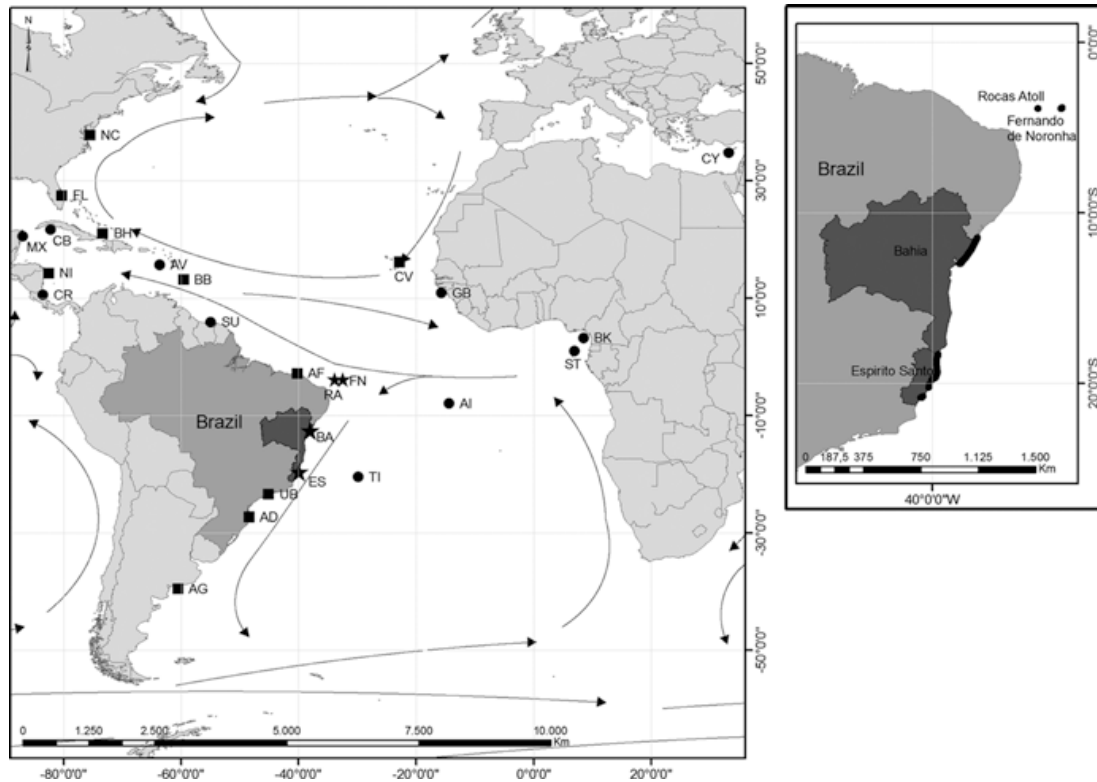 N
NC
FL
MX
CB
BH
NI
AV
BB
CR
SU
CV
GB
CY
BK
ST
AF
FN
RA
AI
Brazil
BA
ES
TI
UB
AD
AG
50°0'0"
30°0'0"
10°0'0"
-10°0'0"
-30°0'0"
-50°0'0"
0 1.250 2.500 5.000 7.500 10.000
Km
-80°0'0" -60°0'0" -40°0'0" -20°0'0" 0°0'0" 20°0'0"
Rocas Atoll
Fernando
de Noronha
Brazil
Bahia
Espirito Santo
0°0'0"
10°0'0"S
20°0'0"S
0 187,5 375 750 1.125 1.500
Km
40°0'0"W